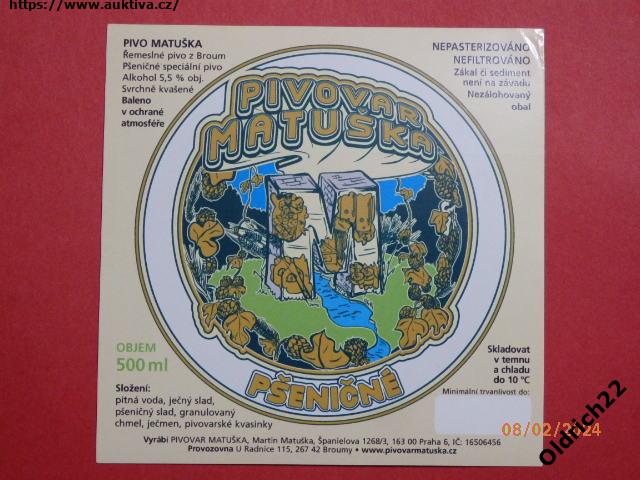 https://www.auktiva.cz/
PIVO MATUŠKA
Řemeslné pivo z Broum
Pšeničné speciální pivo
Alkohol 5,5 % obj.
Svrchně kvašené
Baleno
v ochrané
atmosféře
NEPASTERIZOVÁNO
NEFILTROVÁNO
Zákal či sediment
není na závadu
Nezálohovaný
obal
PIVOVAR
MATUŠKA
M
PŠENIČNÉ
OBJEM
500 ml
Složení:
pitná voda, ječný slad,
pšeničný slad, granulovaný
chmel, ječmen, pivovarské kvasinky
Skladovat
v temnu
a chladu
do 10 °C
Minimální trvanlivost do:
Vyrábí PIVOVAR MATUŠKA, Martin Matuška, Španielova 1268/3, 163 00 Praha 6, IČ: 16506456
Provozovna U Radnice 115, 267 42 Broumy • www.pivovarmatuska.cz
08/02/2024
Oldrich22